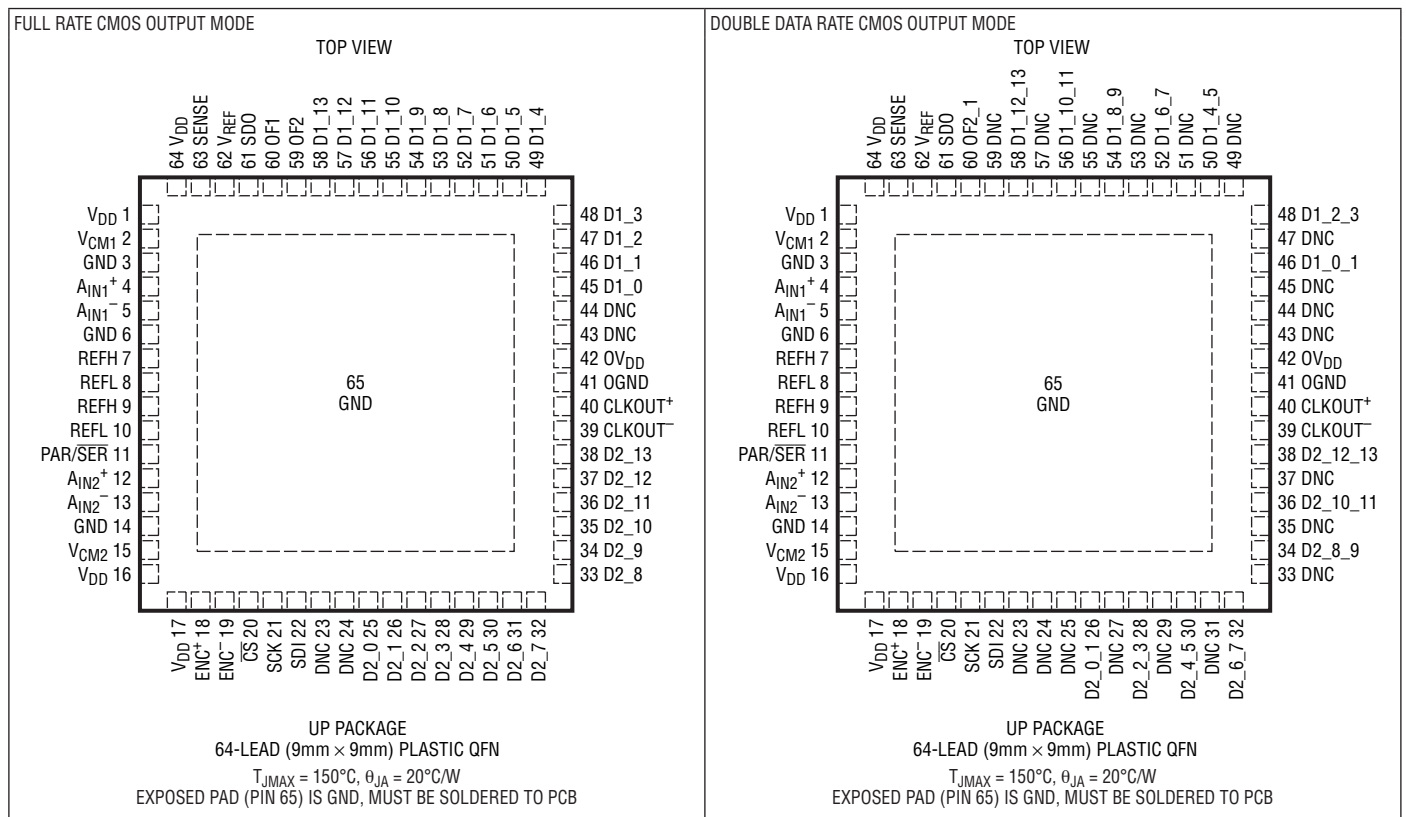 FULL RATE CMOS OUTPUT MODE
TOP VIEW
64 VDD
63 SENSE
62 VREF
61 SDO
60 OF1
59 OF2
58 D1_13
57 D1_12
56 D1_11
55 D1_10
54 D1_9
53 D1_8
52 D1_7
51 D1_6
50 D1_5
49 D1_4
VDD 1
VCM1 2
GND 3
AIN1+ 4
AIN1– 5
GND 6
REFH 7
REFL 8
REFH 9
REFL 10
PAR/SER 11
AIN2+ 12
AIN2– 13
GND 14
VCM2 15
VDD 16
65
GND
48 D1_3
47 D1_2
46 D1_1
45 D1_0
44 DNC
43 DNC
42 OVDD
41 OGND
40 CLKOUT+
39 CLKOUT–
38 D2_13
37 D2_12
36 D2_11
35 D2_10
34 D2_9
33 D2_8
VDD 17
ENC+ 18
ENC– 19
CS 20
SCK 21
SDI 22
DNC 23
DNC 24
D2_0 25
D2_1 26
D2_2 27
D2_3 28
D2_4 29
D2_5 30
D2_6 31
D2_7 32
UP PACKAGE
64-LEAD (9mm × 9mm) PLASTIC QFN
TJMAX = 150°C, θJA = 20°C/W
EXPOSED PAD (PIN 65) IS GND, MUST BE SOLDERED TO PCB
DOUBLE DATA RATE CMOS OUTPUT MODE
TOP VIEW
64 VDD
63 SENSE
62 VREF
61 SDO
60 OF2_1
59 DNC
58 D1_12_13
57 DNC
56 D1_10_11
55 DNC
54 D1_8_9
53 DNC
52 D1_6_7
51 DNC
50 D1_4_5
49 DNC
VDD 1
VCM1 2
GND 3
AIN1+ 4
AIN1– 5
GND 6
REFH 7
REFL 8
REFH 9
REFL 10
PAR/SER 11
AIN2+ 12
AIN2– 13
GND 14
VCM2 15
VDD 16
65
GND
48 D1_2_3
47 DNC
46 D1_0_1
45 DNC
44 DNC
43 DNC
42 OVDD
41 OGND
40 CLKOUT+
39 CLKOUT–
38 D2_12_13
37 DNC
36 D2_10_11
35 DNC
34 D2_8_9
33 DNC
VDD 17
ENC+ 18
ENC– 19
CS 20
SCK 21
SDI 22
DNC 23
DNC 24
DNC 25
D2_0_1 26
DNC 27
D2_2_3 28
DNC 29
D2_4_5 30
DNC 31
D2_6_7 32
UP PACKAGE
64-LEAD (9mm × 9mm) PLASTIC QFN
TJMAX = 150°C, θJA = 20°C/W
EXPOSED PAD (PIN 65) IS GND, MUST BE SOLDERED TO PCB